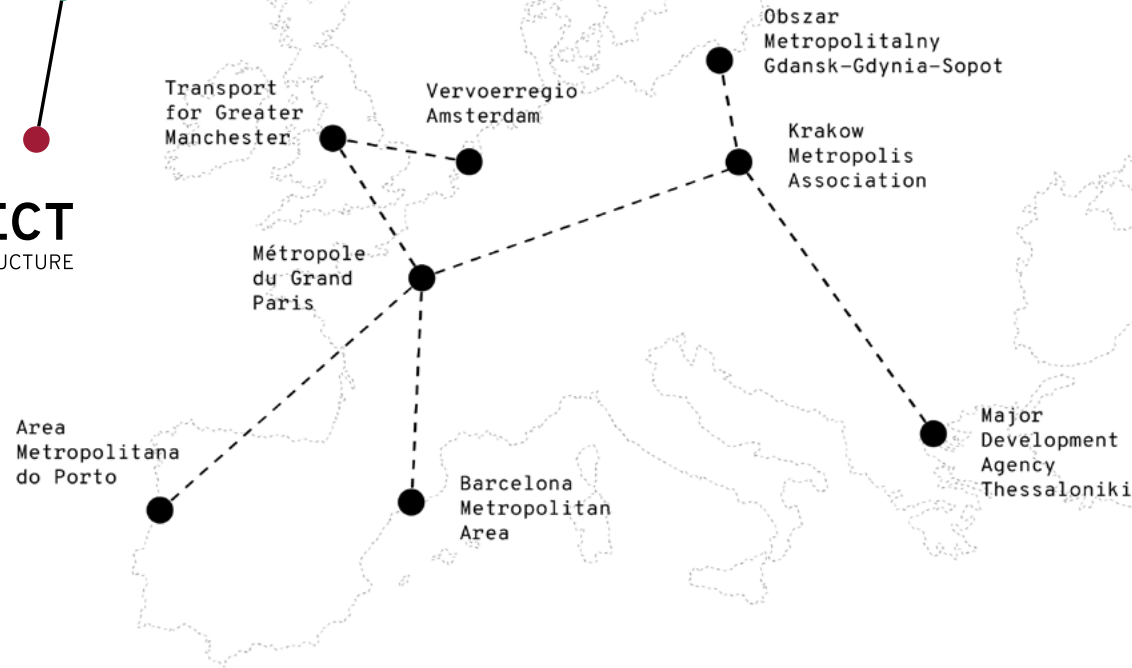 Obszar
Metropolitalny
Gdansk–Gdynia–Sopot
Transport
for Greater
Manchester
Vervoerregio
Amsterdam
Krakow
Metropolis
Association
ECT
UCTURE
Métropole
du Grand
Paris
Area
Metropolitana
do Porto
Major
Development
Agency
Thessaloniki
Barcelona
Metropolitan
Area